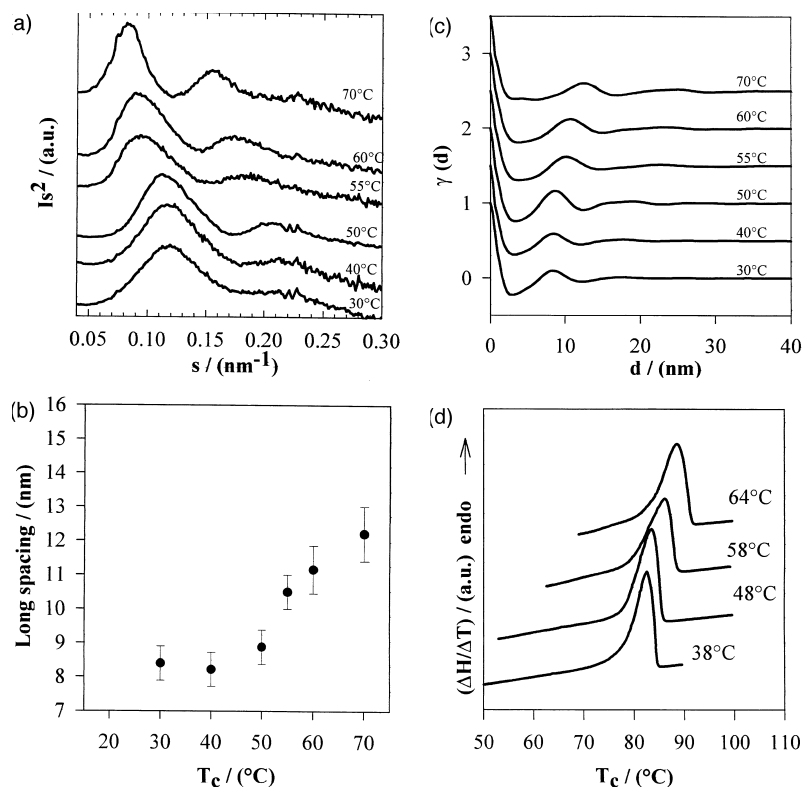 a)
Is² / (a.u.)
70°C
60°C
55°C
50°C
40°C
30°C
0.05 0.10 0.15 0.20 0.25 0.30
s / (nm⁻¹)
(c)
γ (d)
3
2
1
0
70°C
60°C
55°C
50°C
40°C
30°C
0 10 20 30 40
d / (nm)
(b)
Long spacing / (nm)
16
15
14
13
12
11
10
9
8
7
20 30 40 50 60 70
Tc / (°C)
(d)
(ΔH/ΔT) / (a.u.) endo
64°C
58°C
48°C
38°C
50 60 70 80 90 100 110
Tc / (°C)